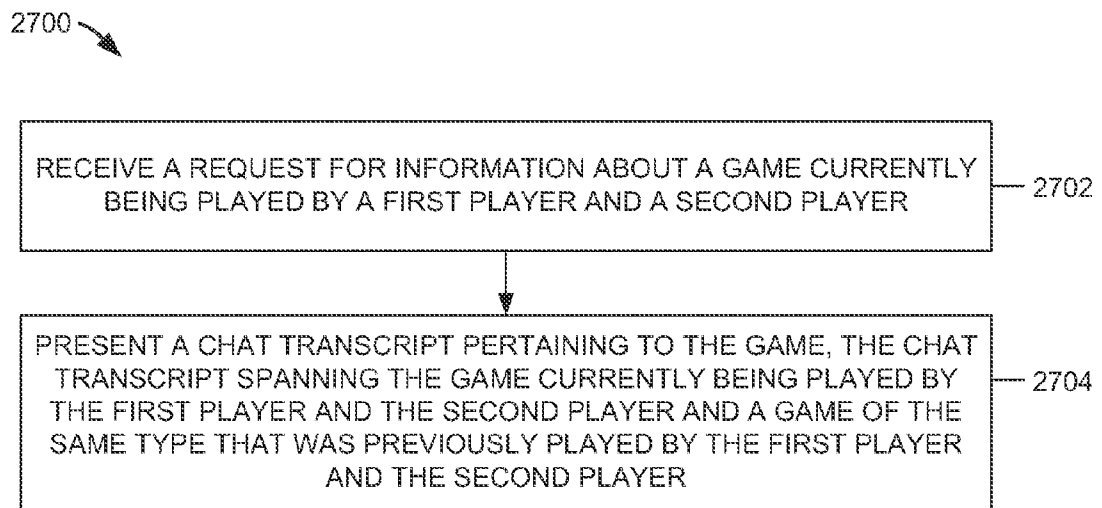 2700
RECEIVE A REQUEST FOR INFORMATION ABOUT A GAME CURRENTLY
BEING PLAYED BY A FIRST PLAYER AND A SECOND PLAYER
2702
PRESENT A CHAT TRANSCRIPT PERTAINING TO THE GAME, THE CHAT
TRANSCRIPT SPANNING THE GAME CURRENTLY BEING PLAYED BY
THE FIRST PLAYER AND THE SECOND PLAYER AND A GAME OF THE
SAME TYPE THAT WAS PREVIOUSLY PLAYED BY THE FIRST PLAYER
AND THE SECOND PLAYER
2704